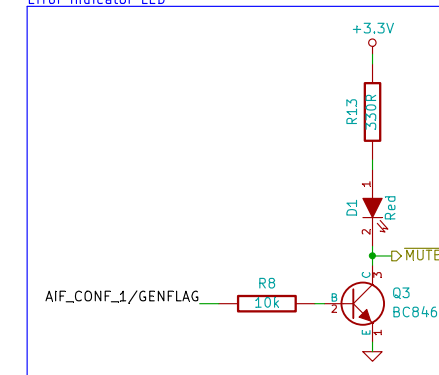 Error Indicator LED
+3.3V
R13
330R
1
D1
Red
2
MUTE
R8
AIF_CONF_1/GENFLAG
10k
B
2
C
3
Q3
BC846
E
1